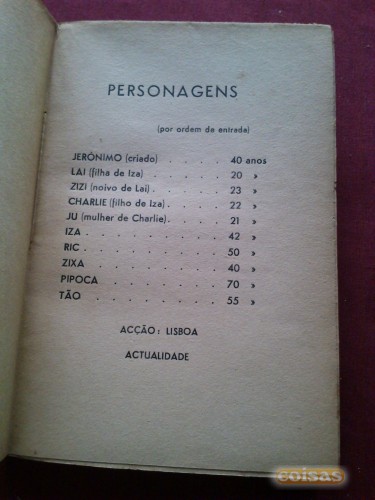 PERSONAGENS
(por ordem da entrada)
JERÓNIMO (criado) . . . . . 40 anos
LAI (filha de Iza) . . . . . 20 »
ZIZI (noivo de Lai) . . . . . 23 »
CHARLIE (filho de Iza) . . . . 22 »
JU (mulher de Charlie) . . . . 21 »
IZA . . . . . . . . . 42 »
RIC . . . . . . . . . 50 »
ZIXA . . . . . . . . . 40 »
PIPOCA . . . . . . . . 70 »
TÃO . . . . . . . . . 55 »
ACÇÃO: LISBOA
ACTUALIDADE
coisas